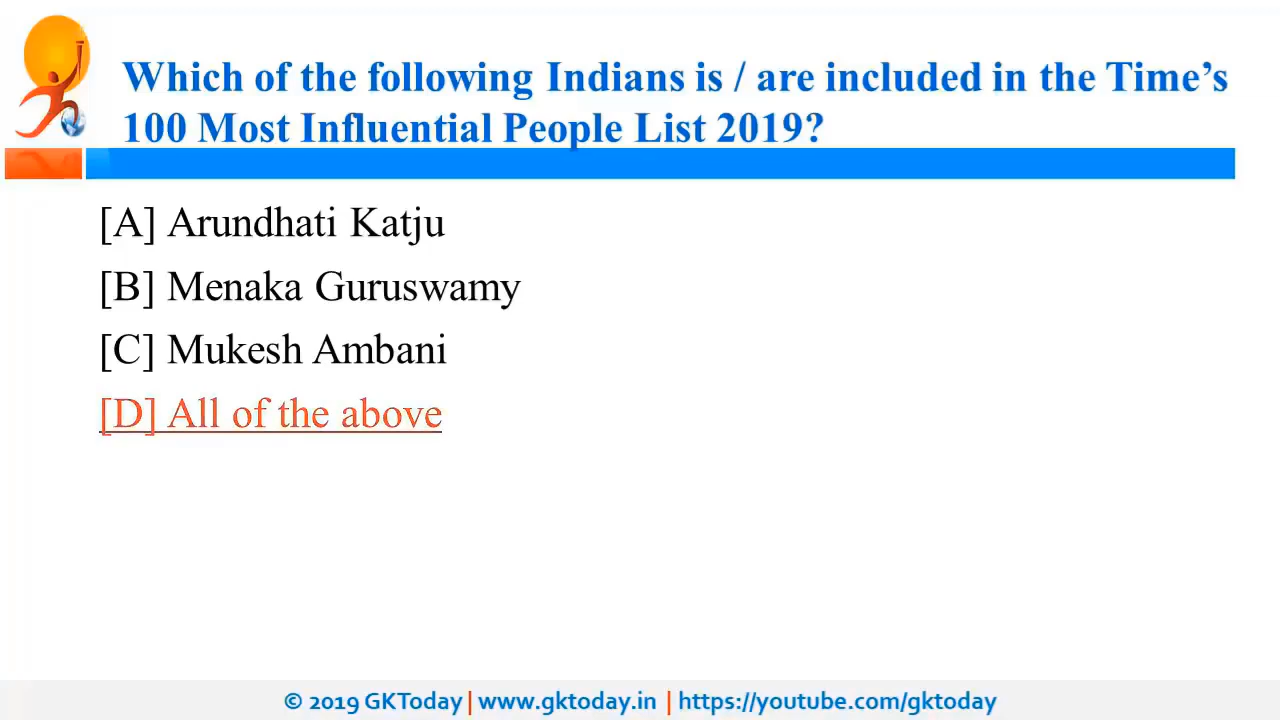 Which of the following Indians is / are included in the Time’s
100 Most Influential People List 2019?
[A] Arundhati Katju
[B] Menaka Guruswamy
[C] Mukesh Ambani
[D] All of the above
© 2019 GKToday | www.gktoday.in | https://youtube.com/gktoday